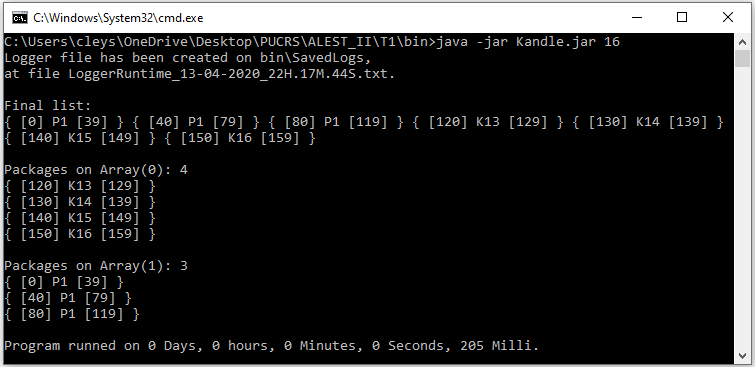 C:\Windows\System32\cmd.exe
C:\Users\cleys\OneDrive\Desktop\PUCRS\ALEST_II\T1\bin>java -jar Kandle.jar 16
Logger file has been created on bin\SavedLogs,
at file LoggerRuntime_13-04-2020_22H.17M.44S.txt.
Final list:
{ [0] P1 [39] } { [40] P1 [79] } { [80] P1 [119] } { [120] K13 [129] } { [130] K14 [139] }
{ [140] K15 [149] } { [150] K16 [159] }
Packages on Array(0): 4
{ [120] K13 [129] }
{ [130] K14 [139] }
{ [140] K15 [149] }
{ [150] K16 [159] }
Packages on Array(1): 3
{ [0] P1 [39] }
{ [40] P1 [79] }
{ [80] P1 [119] }
Program runned on 0 Days, 0 hours, 0 Minutes, 0 Seconds, 205 Milli.